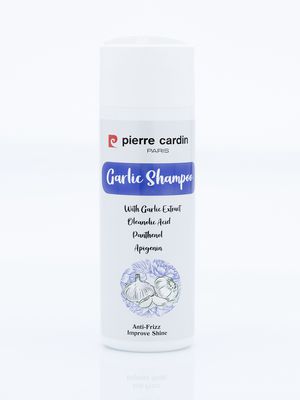 pierre cardin
PARIS
Garlic Shampoo
With Garlic Extract
Oleanolic Acid
Panthenol
Apigenin
Anti-Frizz
Improve Shine